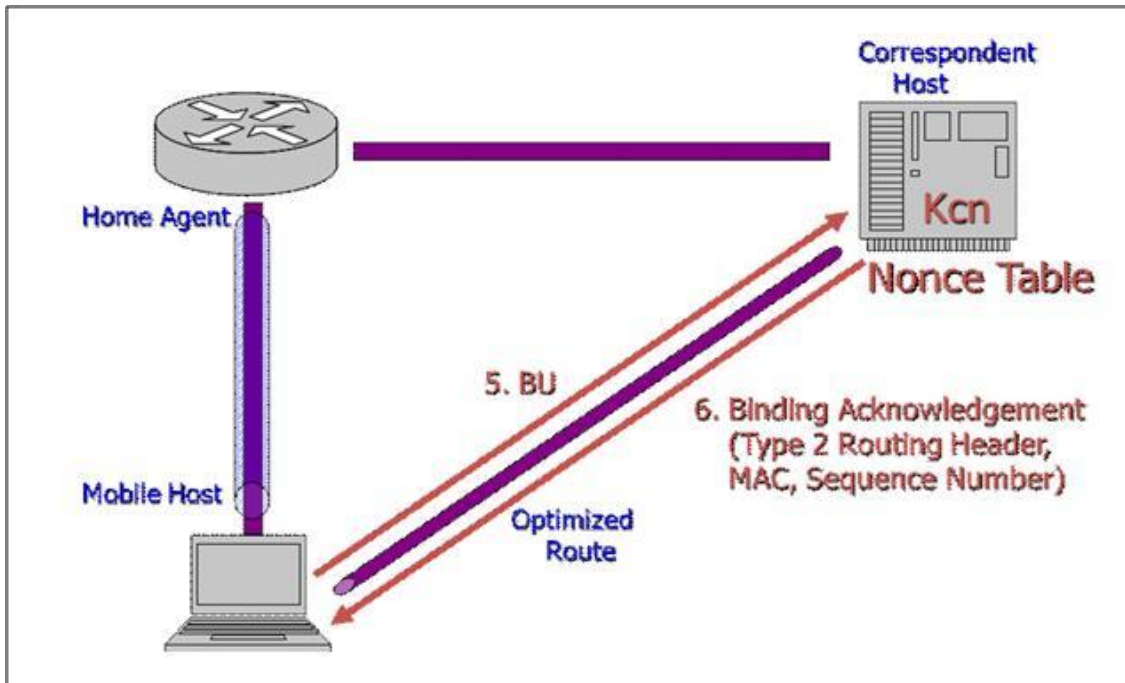 Correspondent
Host
Home Agent
Kcn
Nonce Table
5. BU
6. Binding Acknowledgement
(Type 2 Routing Header,
MAC, Sequence Number)
Mobile Host
Optimized
Route